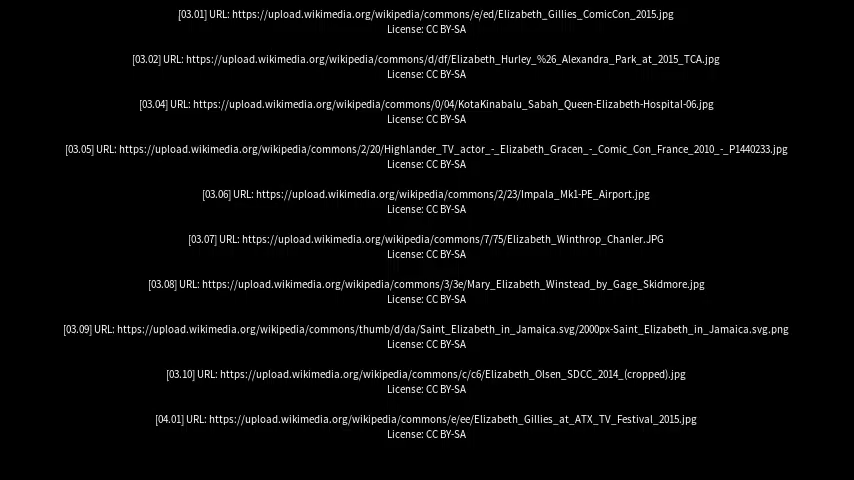 [03.01] URL: https://upload.wikimedia.org/wikipedia/commons/e/ed/Elizabeth_Gillies_ComicCon_2015.jpg
License: CC BY-SA
[03.02] URL: https://upload.wikimedia.org/wikipedia/commons/d/df/Elizabeth_Hurley_%26_Alexandra_Park_at_2015_TCA.jpg
License: CC BY-SA
[03.04] URL: https://upload.wikimedia.org/wikipedia/commons/0/04/KotaKinabalu_Sabah_Queen-Elizabeth-Hospital-06.jpg
License: CC BY-SA
[03.05] URL: https://upload.wikimedia.org/wikipedia/commons/2/20/Highlander_TV_actor_-_Elizabeth_Gracen_-_Comic_Con_France_2010_-_P1440233.jpg
License: CC BY-SA
[03.06] URL: https://upload.wikimedia.org/wikipedia/commons/2/23/Impala_Mk1-PE_Airport.jpg
License: CC BY-SA
[03.07] URL: https://upload.wikimedia.org/wikipedia/commons/7/75/Elizabeth_Winthrop_Chanler.JPG
License: CC BY-SA
[03.08] URL: https://upload.wikimedia.org/wikipedia/commons/3/3e/Mary_Elizabeth_Winstead_by_Gage_Skidmore.jpg
License: CC BY-SA
[03.09] URL: https://upload.wikimedia.org/wikipedia/commons/thumb/d/da/Saint_Elizabeth_in_Jamaica.svg/2000px-Saint_Elizabeth_in_Jamaica.svg.png
License: CC BY-SA
[03.10] URL: https://upload.wikimedia.org/wikipedia/commons/c/c6/Elizabeth_Olsen_SDCC_2014_(cropped).jpg
License: CC BY-SA
[04.01] URL: https://upload.wikimedia.org/wikipedia/commons/e/ee/Elizabeth_Gillies_at_ATX_TV_Festival_2015.jpg
License: CC BY-SA